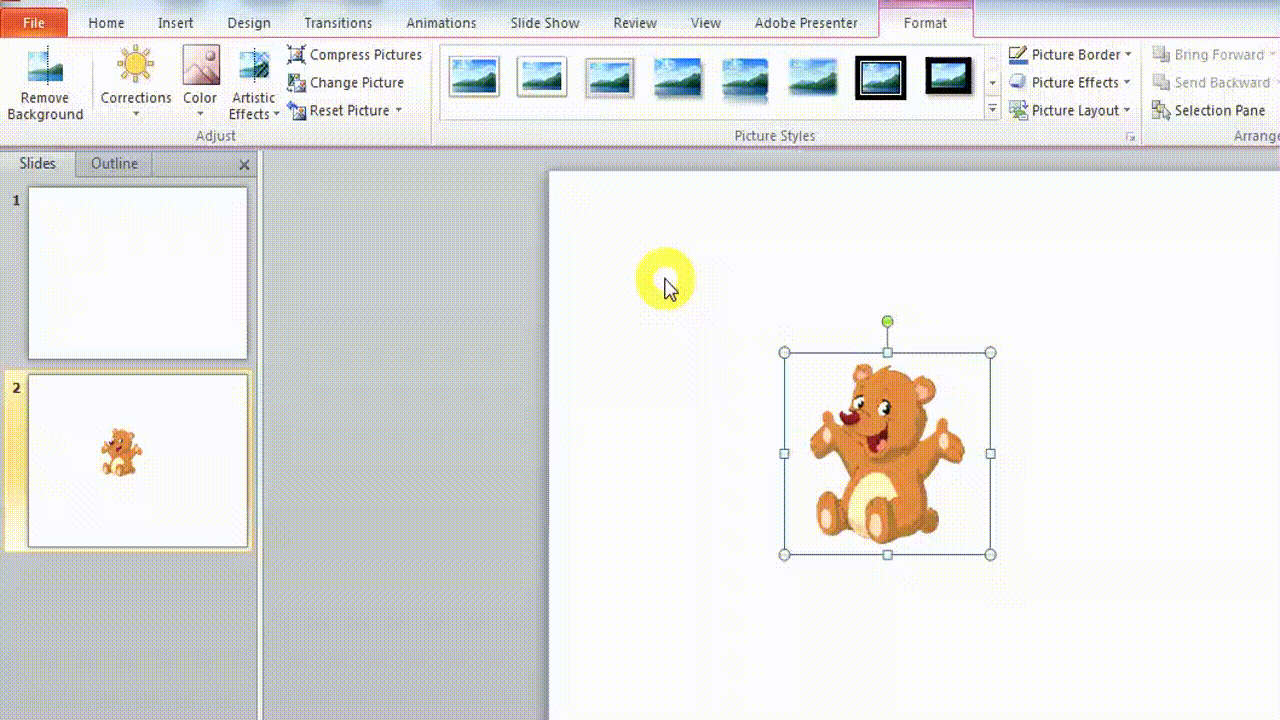 File Home Insert Design Transitions Animations Slide Show Review View Adobe Presenter Format
Remove Background
Corrections
Color
Artistic Effects
Compress Pictures
Change Picture
Reset Picture
Adjust
Picture Styles
Picture Border
Picture Effects
Picture Layout
Bring Forward
Send Backward
Selection Pane
Arrange
Slides Outline
1
2